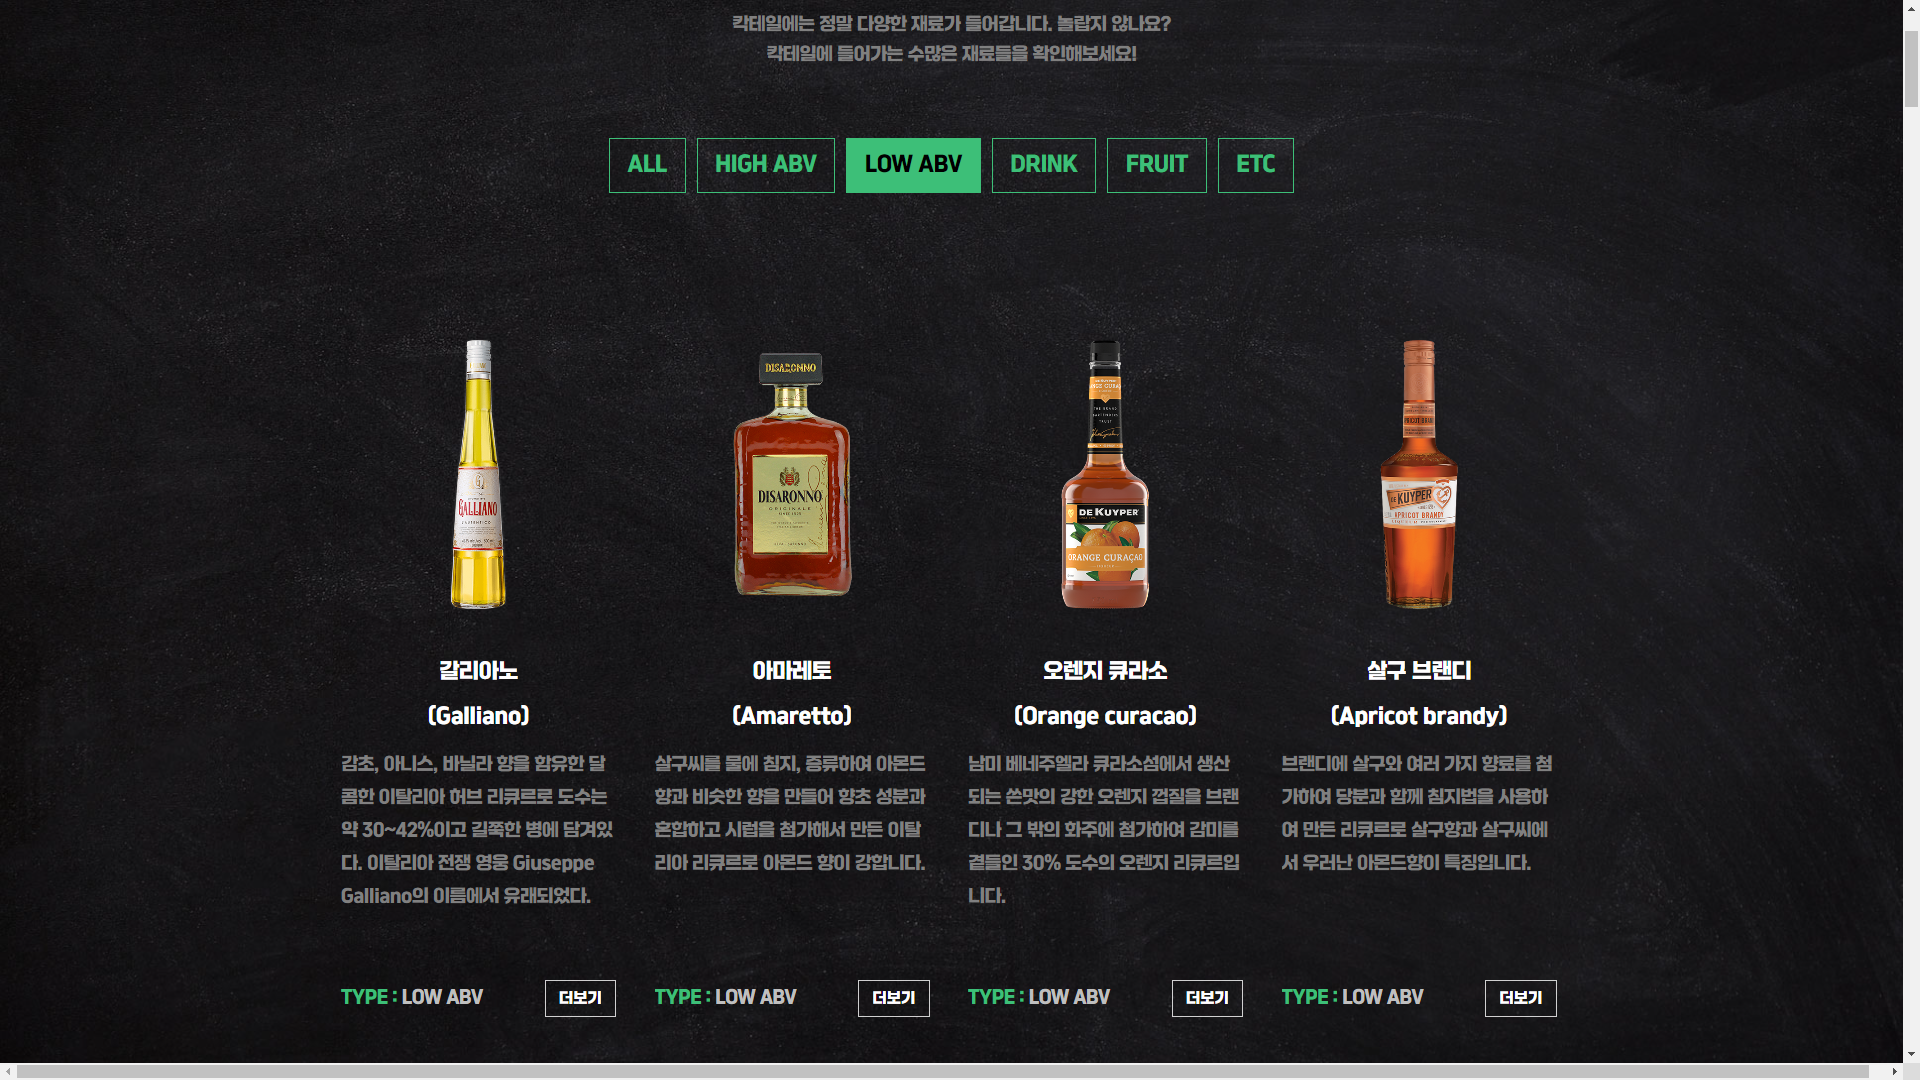 칵테일에는 정말 다양한 재료가 들어갑니다. 놀랍지 않나요?
칵테일에 들어가는 수많은 재료들을 확인해보세요!
ALL
HIGH ABV
LOW ABV
DRINK
FRUIT
ETC
GALLIANO
DISARONNO
DISARONNO
ORIGINALE
DE KUYPER
ORANGE CURAÇAO
DE KUYPER
APRICOT BRANDY
갈리아노
(Galliano)
감초, 아니스, 바닐라 향을 함유한 달
콤한 이탈리아 허브 리큐르로 도수는
약 30~42%이고 길쭉한 병에 담겨있
다. 이탈리아 전쟁 영웅 Giuseppe
Galliano의 이름에서 유래되었다.
TYPE : LOW ABV
더보기
아마레토
(Amaretto)
살구씨를 물에 침지, 증류하여 아몬드
향과 비슷한 향을 만들어 향초 성분과
혼합하고 시럽을 첨가해서 만든 이탈
리아 리큐르로 아몬드 향이 강합니다.
TYPE : LOW ABV
더보기
오렌지 큐라소
(Orange curacao)
남미 베네주엘라 큐라소섬에서 생산
되는 쓴맛의 강한 오렌지 껍질을 브랜
디나 그 밖의 화주에 첨가하여 감미를
곁들인 30% 도수의 오렌지 리큐르입
니다.
TYPE : LOW ABV
더보기
살구 브랜디
(Apricot brandy)
브랜디에 살구와 여러 가지 향료를 첨
가하여 당분과 함께 침지법을 사용하
여 만든 리큐르로 살구향과 살구씨에
서 우러난 아몬드향이 특징입니다.
TYPE : LOW ABV
더보기